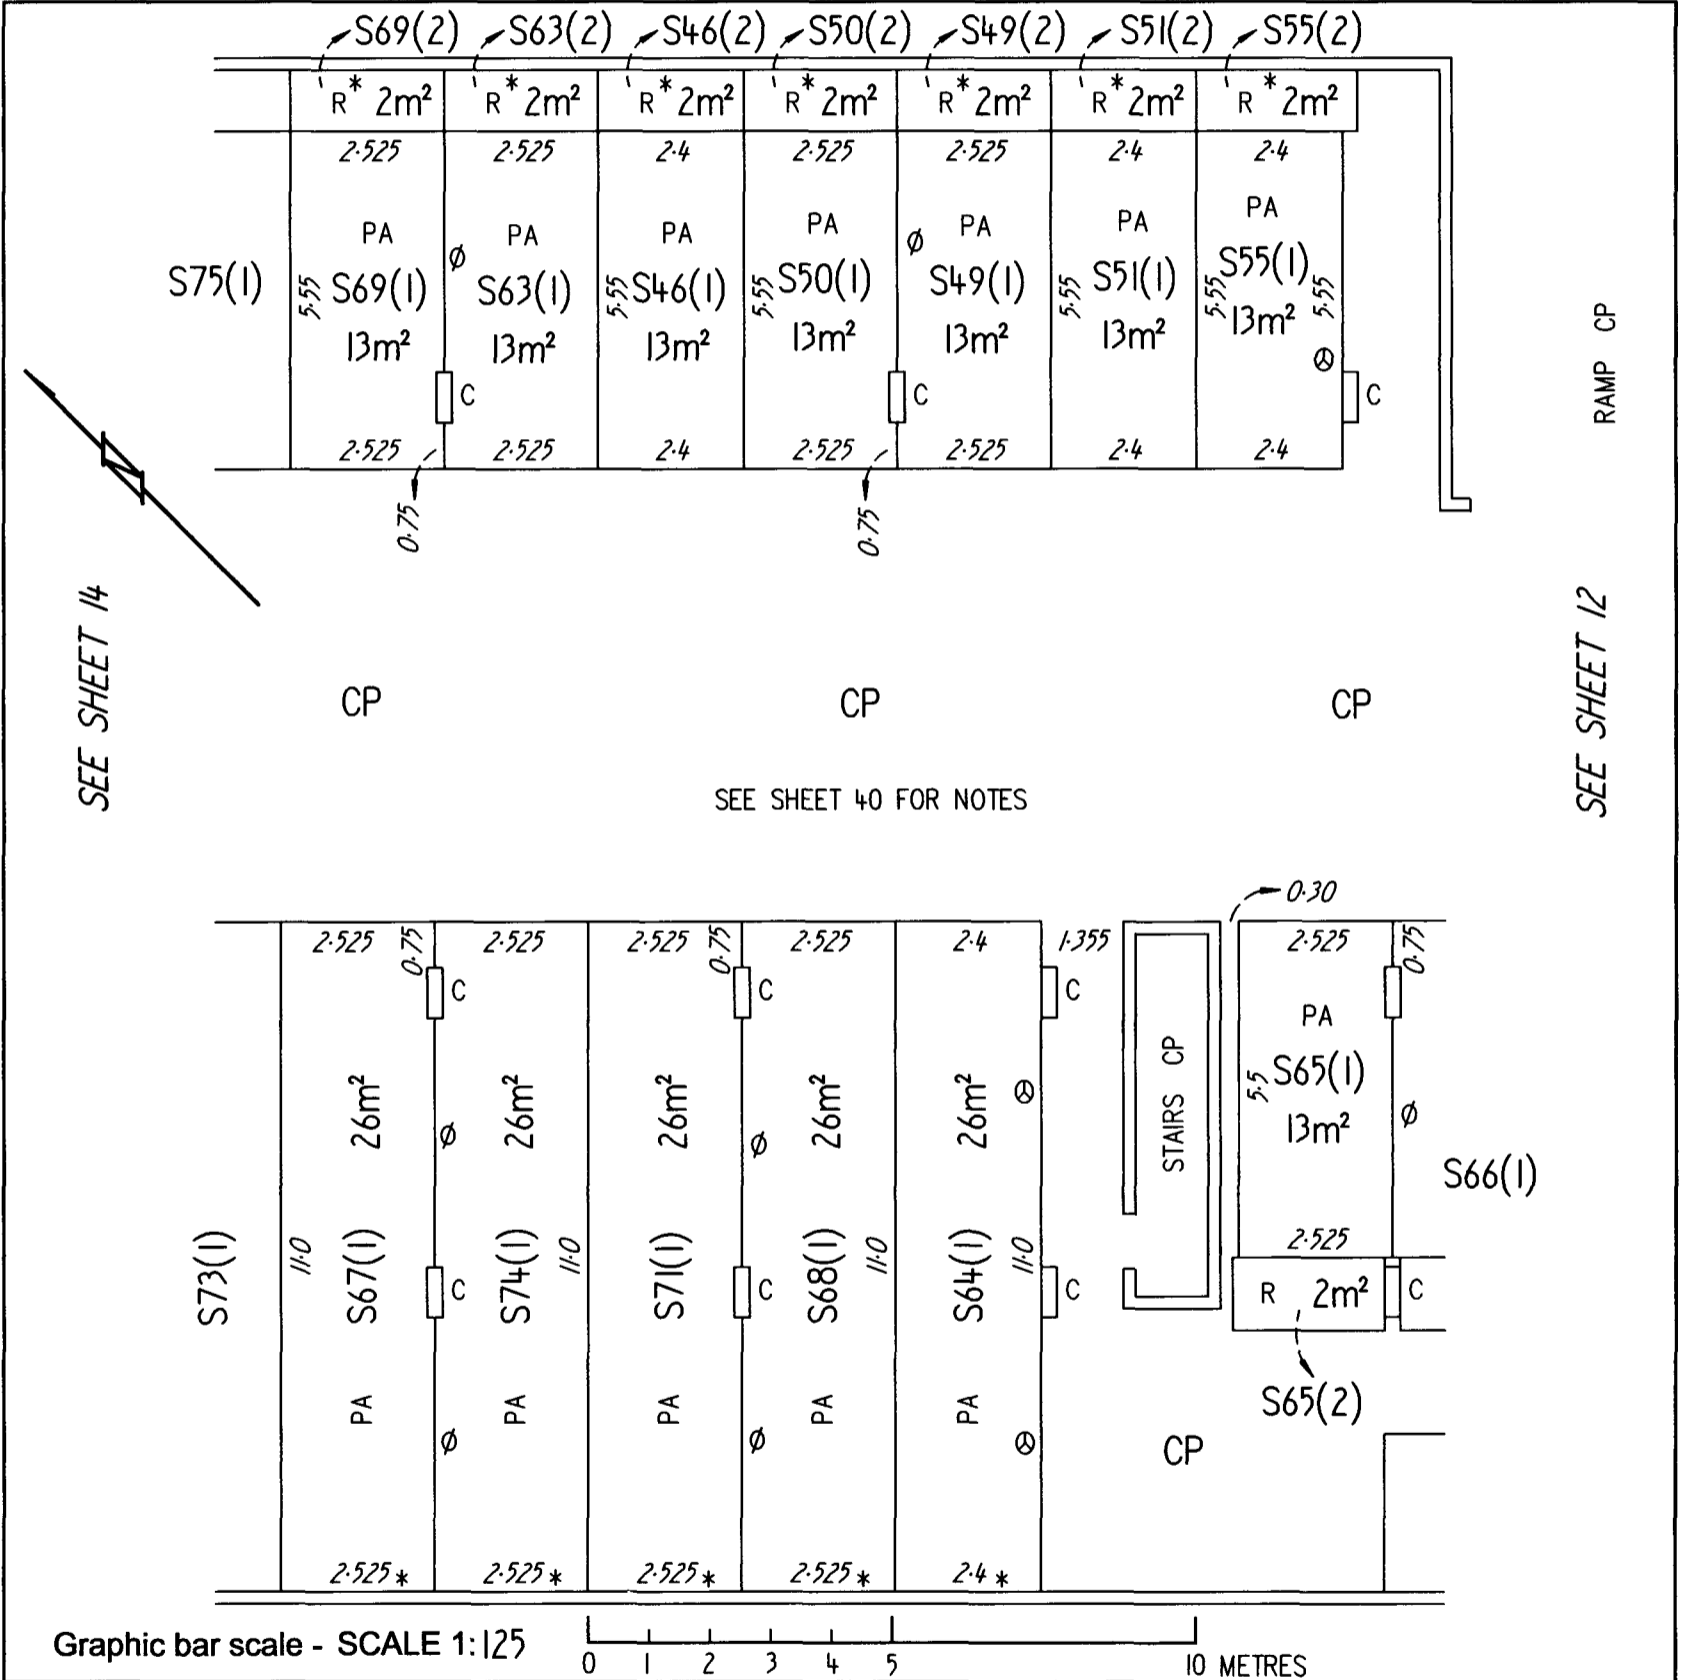 S69(2) S63(2) S46(2) S50(2) S49(2) S51(2) S55(2)
R* 2m² R* 2m² R* 2m² R* 2m² R* 2m² R* 2m² R* 2m²
2·525 2·525 2·4 2·525 2·525 2·4 2·4
PA PA PA PA PA PA PA
S75(1) 5·55 S69(1) S63(1) 5·55 S46(1) 5·55 S50(1) S49(1) 5·55 S51(1) 5·55 S55(1) 5·55
13m² 13m² 13m² 13m² 13m² 13m² 13m²
RAMP CP
C C C
2·525 2·525 2·4 2·525 2·525 2·4 2·4
0·75 0·75
SEE SHEET 14
SEE SHEET 12
CP CP CP
SEE SHEET 40 FOR NOTES
0·30
2·525 0·75 2·525 2·525 0·75 2·525 2·4 1·355 2·525 0·75
C C C
PA
S65(1)
5·5
13m²
STAIRS CP
26m² 26m² 26m² 26m² 26m²
S66(1)
2·525
S73(1) 11·0 S67(1) S74(1) 11·0 S71(1) S68(1) 11·0 S64(1) 11·0
C C C R 2m² C
S65(2)
PA PA PA PA PA
CP
2·525* 2·525* 2·525* 2·525* 2·4*
Graphic bar scale - SCALE 1:125
0 1 2 3 4 5 10 METRES